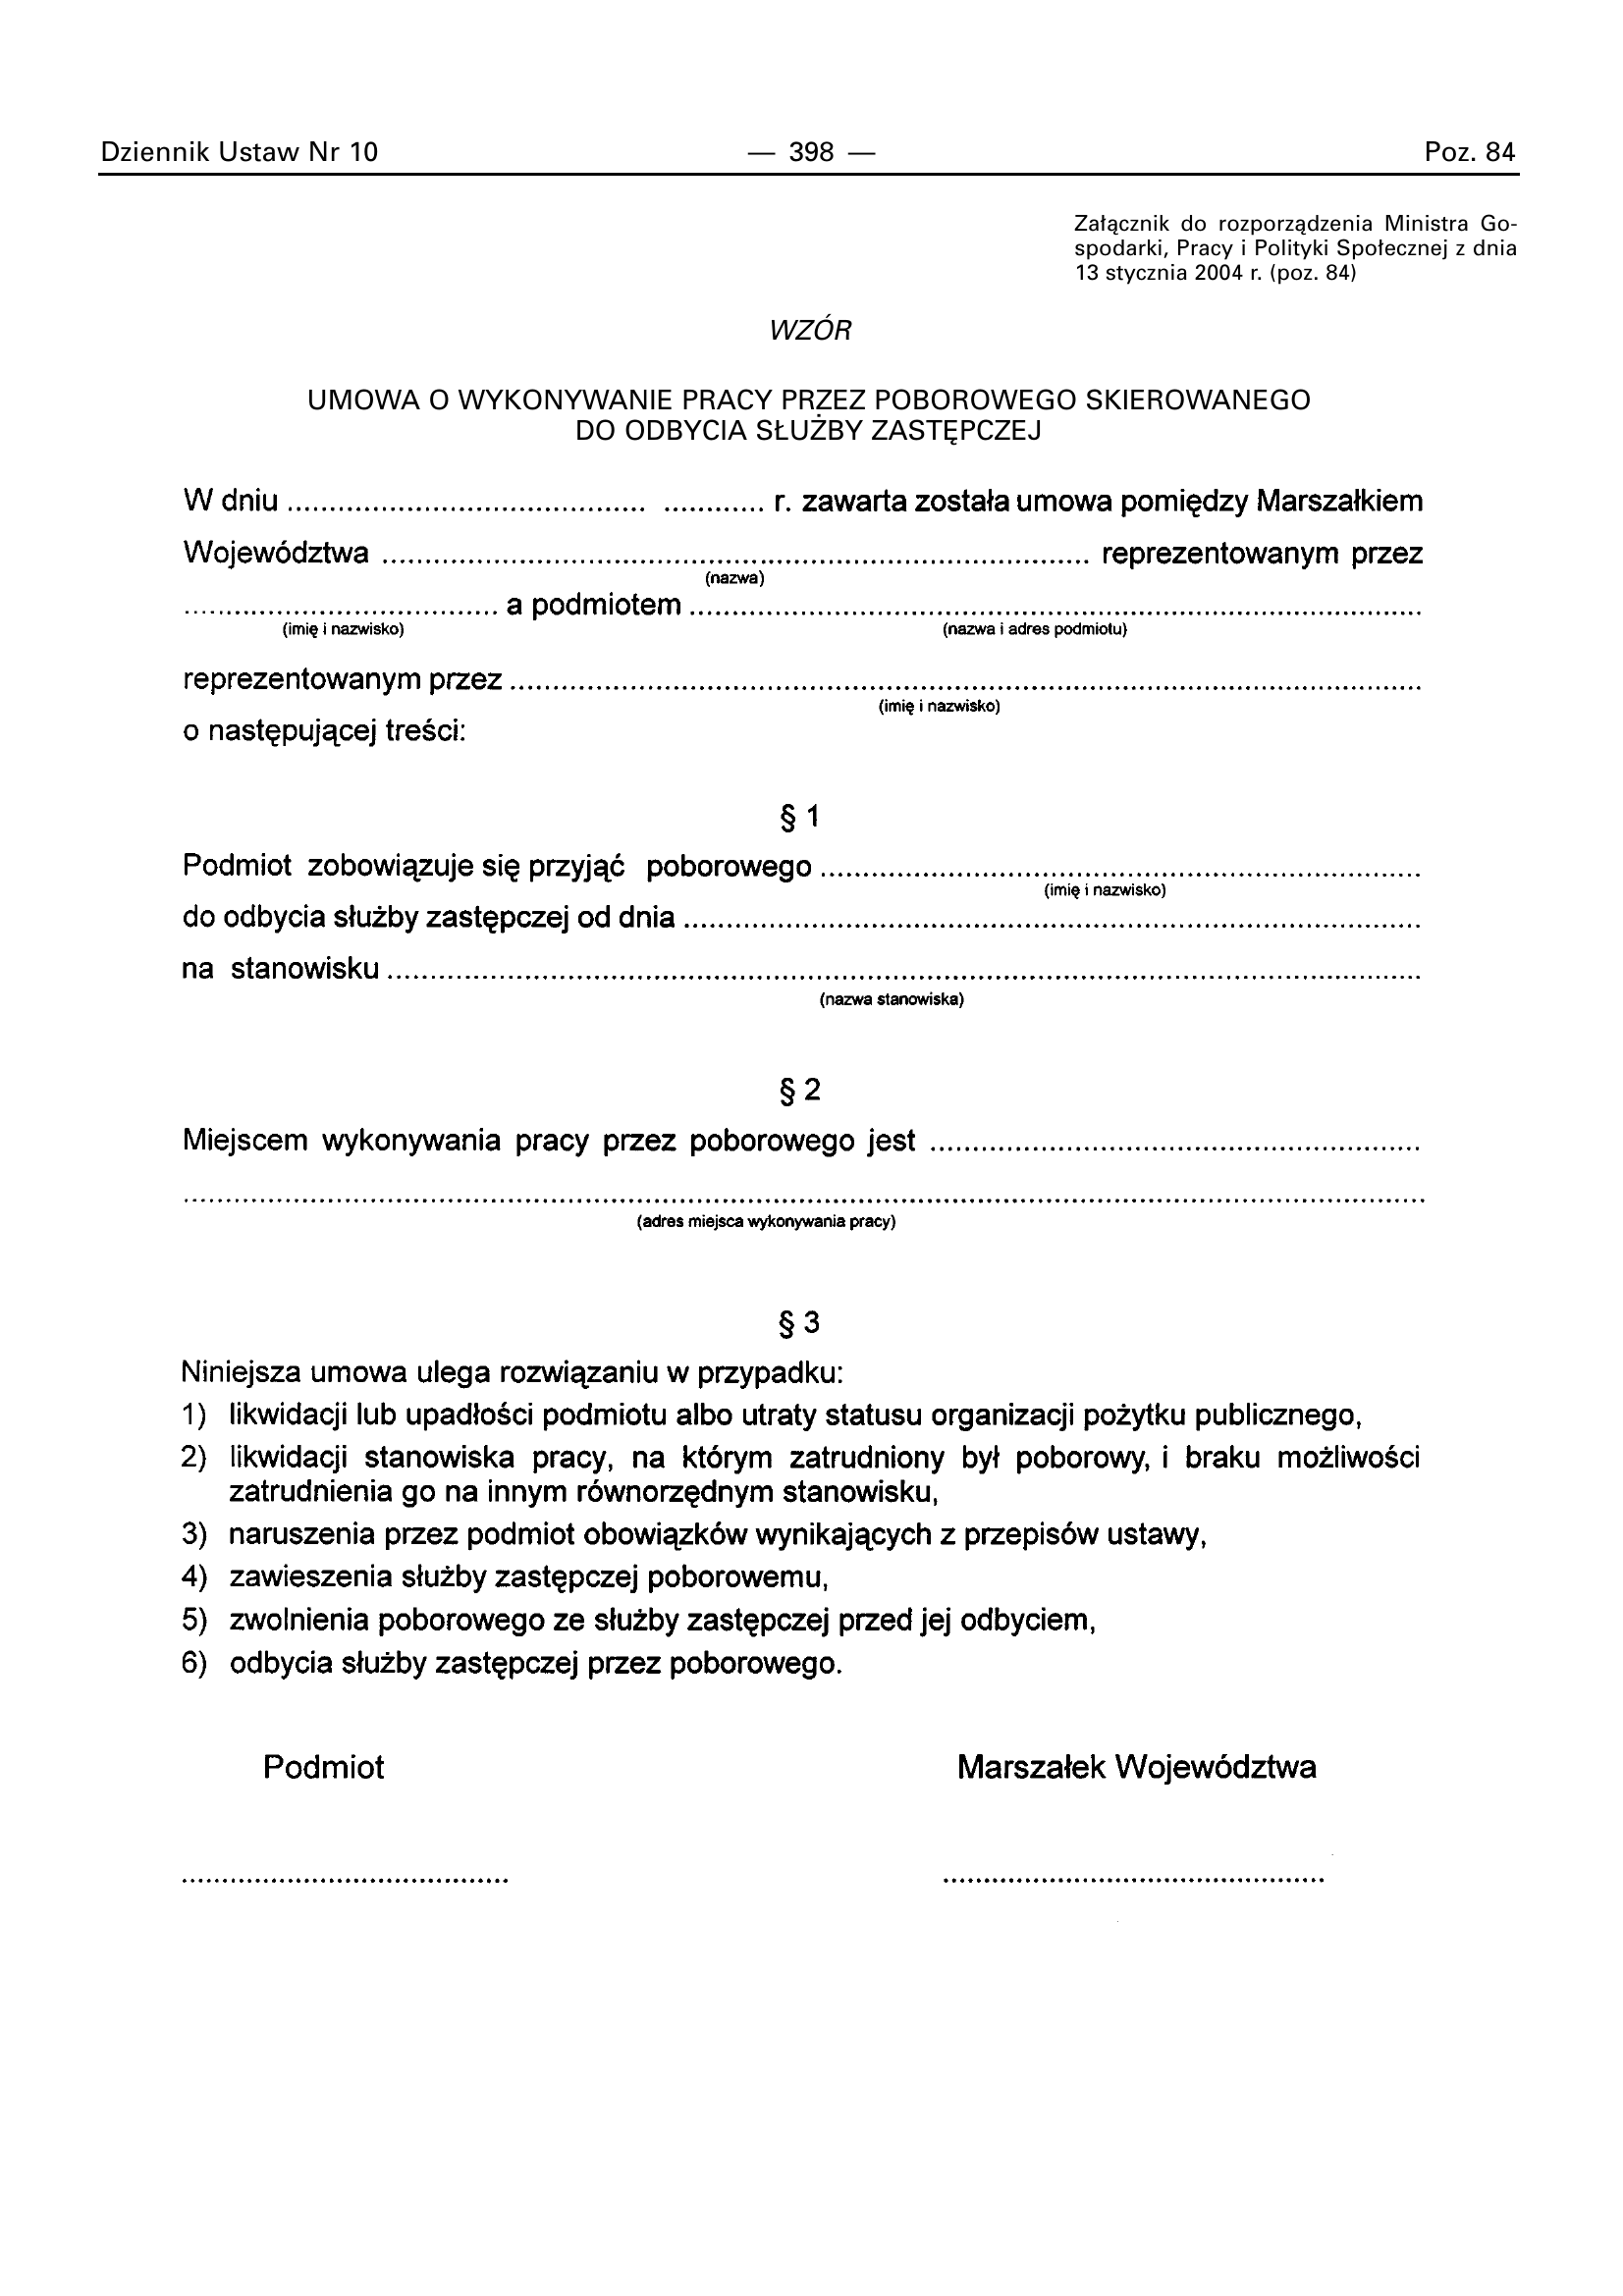 Dziennik Ustaw Nr 10 — 398 — Poz. 84
Załącznik do rozporządzenia Ministra Go-
spodarki, Pracy i Polityki Społecznej z dnia
13 stycznia 2004 r. (poz. 84)
WZÓR
UMOWA O WYKONYWANIE PRACY PRZEZ POBOROWEGO SKIEROWANEGO
DO ODBYCIA SŁUŻBY ZASTĘPCZEJ
W dniu .......................................... ............ r. zawarta została umowa pomiędzy Marszałkiem
Województwa .................................................................................... reprezentowanym przez
(nazwa)
...................................... a podmiotem ........................................................................................
(imię i nazwisko) (nazwa i adres podmiotu)
reprezentowanym przez ..............................................................................................................
(imię i nazwisko)
o następującej treści:
§ 1
Podmiot zobowiązuje się przyjąć poborowego ........................................................................
(imię i nazwisko)
do odbycia służby zastępczej od dnia ........................................................................................
na stanowisku ............................................................................................................................
(nazwa stanowiska)
§ 2
Miejscem wykonywania pracy przez poborowego jest ...........................................................
....................................................................................................................................................
(adres miejsca wykonywania pracy)
§ 3
Niniejsza umowa ulega rozwiązaniu w przypadku:
1) likwidacji lub upadłości podmiotu albo utraty statusu organizacji pożytku publicznego,
2) likwidacji stanowiska pracy, na którym zatrudniony był poborowy, i braku możliwości
zatrudnienia go na innym równorzędnym stanowisku,
3) naruszenia przez podmiot obowiązków wynikających z przepisów ustawy,
4) zawieszenia służby zastępczej poborowemu,
5) zwolnienia poborowego ze służby zastępczej przed jej odbyciem,
6) odbycia służby zastępczej przez poborowego.
Podmiot Marszałek Województwa
........................................ ...............................................